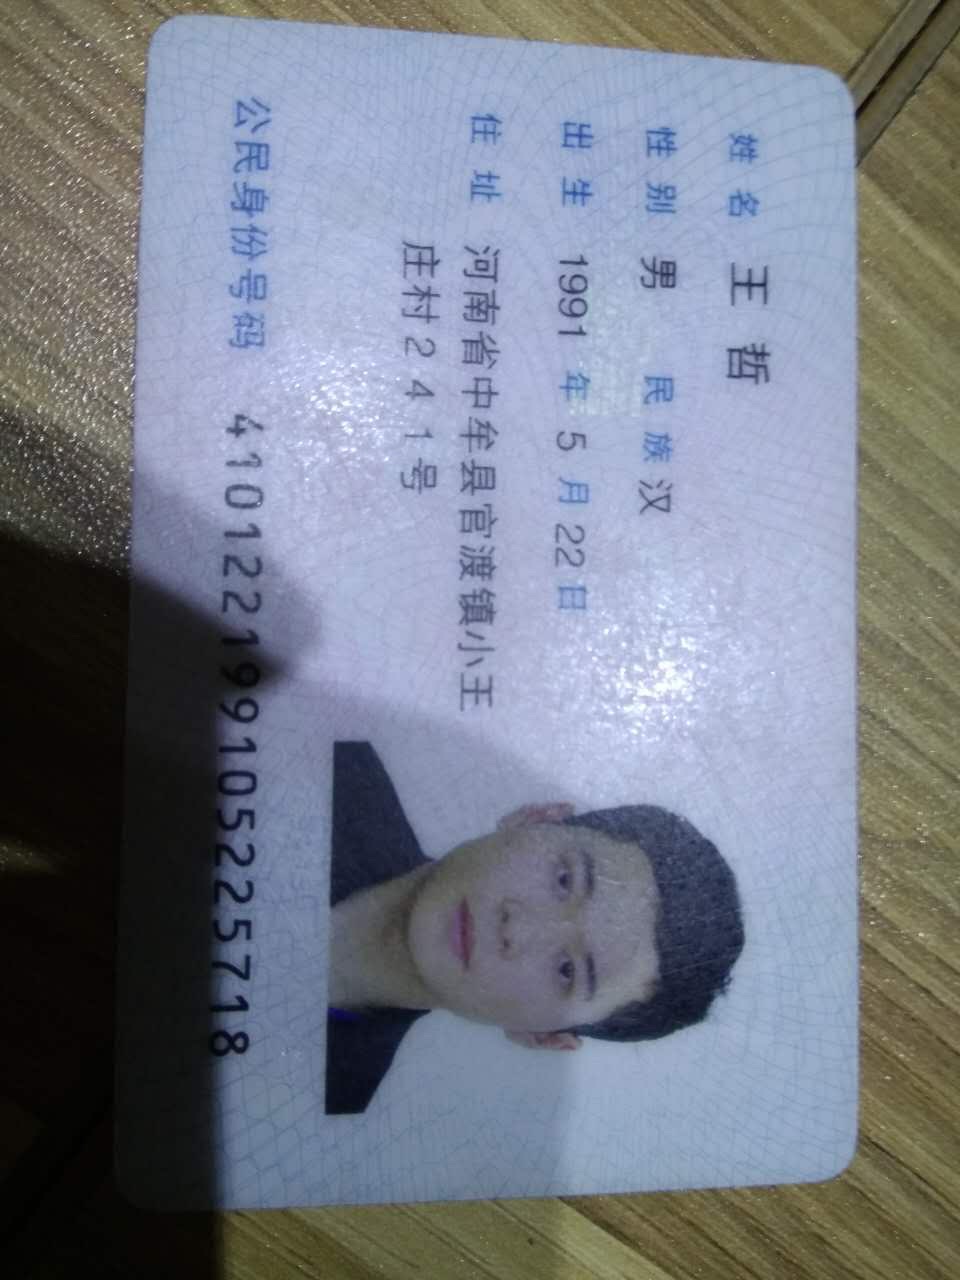 姓名 王哲
性别 男 民族 汉
出生 1991 年 5 月 22 日
住址 河南省中牟县官渡镇小王
庄村241号
公民身份号码 410122199105225718